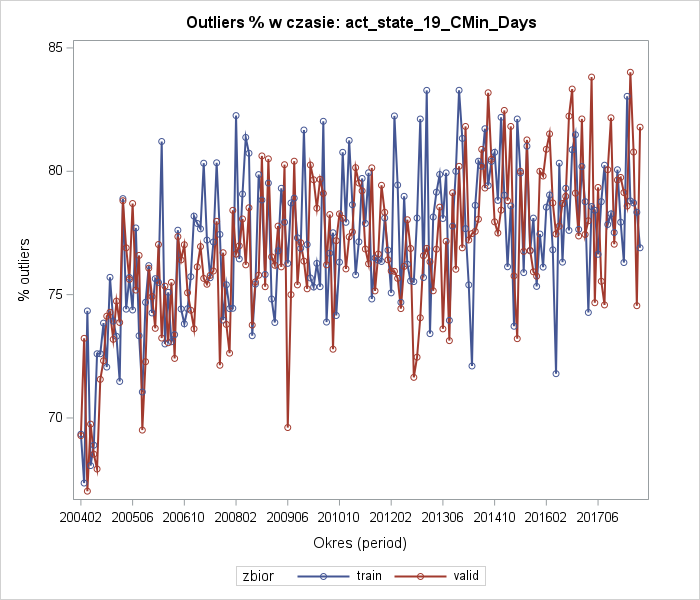 Outliers % w czasie: act_state_19_CMin_Days
% outliers
85
80
75
70
200402 200506 200610 200802 200906 201010 201202 201306 201410 201602 201706
Okres (period)
zbior train valid